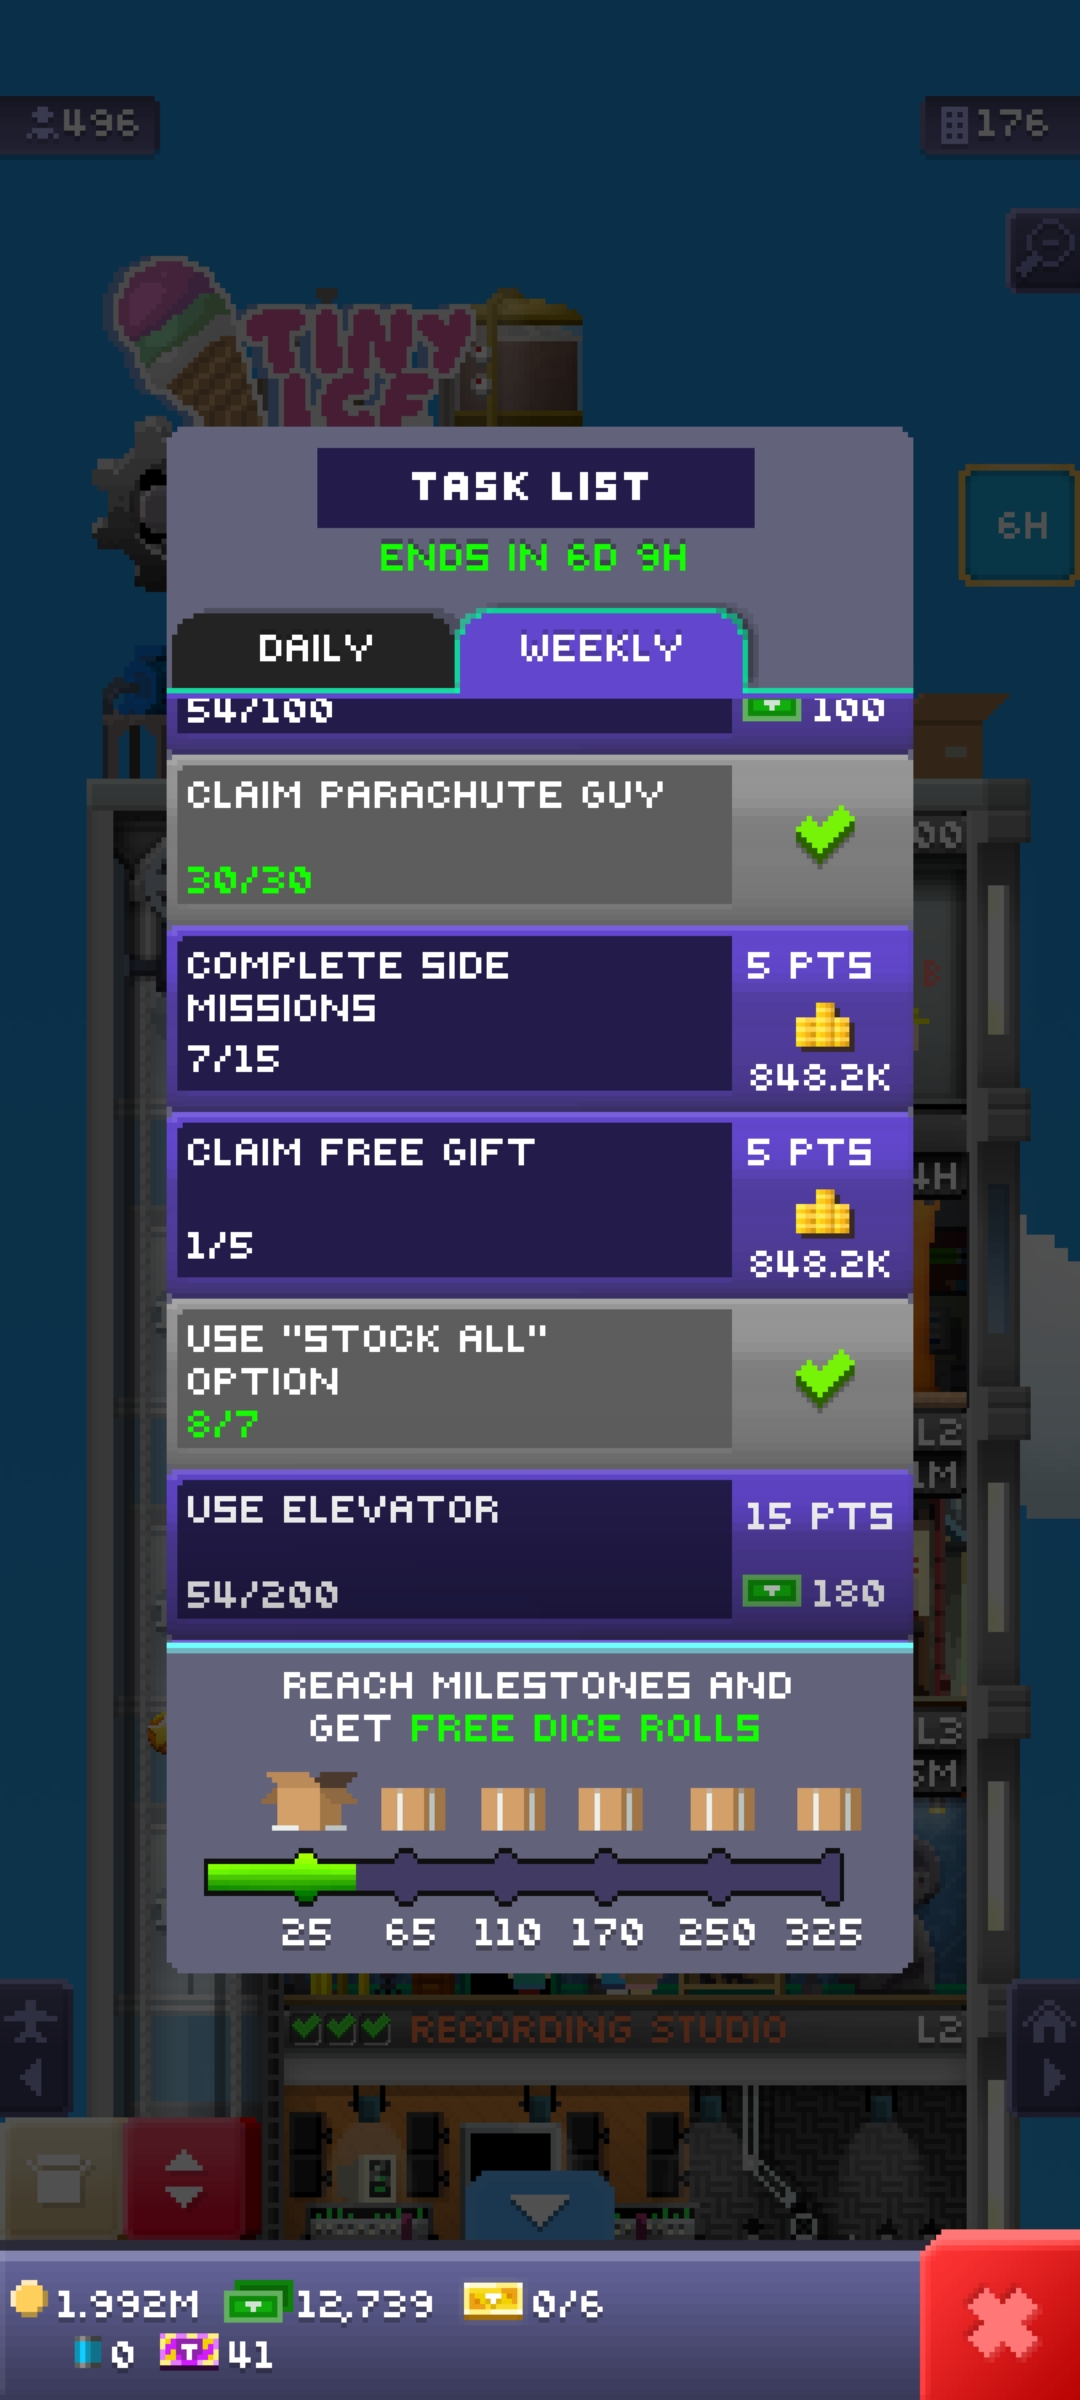 496
176
TINY
ICE
TASK LIST
ENDS IN 6D 9H
6H
DAILY
WEEKLY
54/100
100
CLAIM PARACHUTE GUY
30/30
COMPLETE SIDE
MISSIONS
7/15
5 PTS
848.2K
CLAIM FREE GIFT
1/5
5 PTS
848.2K
4H
USE "STOCK ALL"
OPTION
8/7
L2
USE ELEVATOR
54/200
15 PTS
180
REACH MILESTONES AND
GET FREE DICE ROLLS
L3
25 65 110 170 250 325
RECORDING STUDIO L2
1.992M 12,739 0/6
0 41